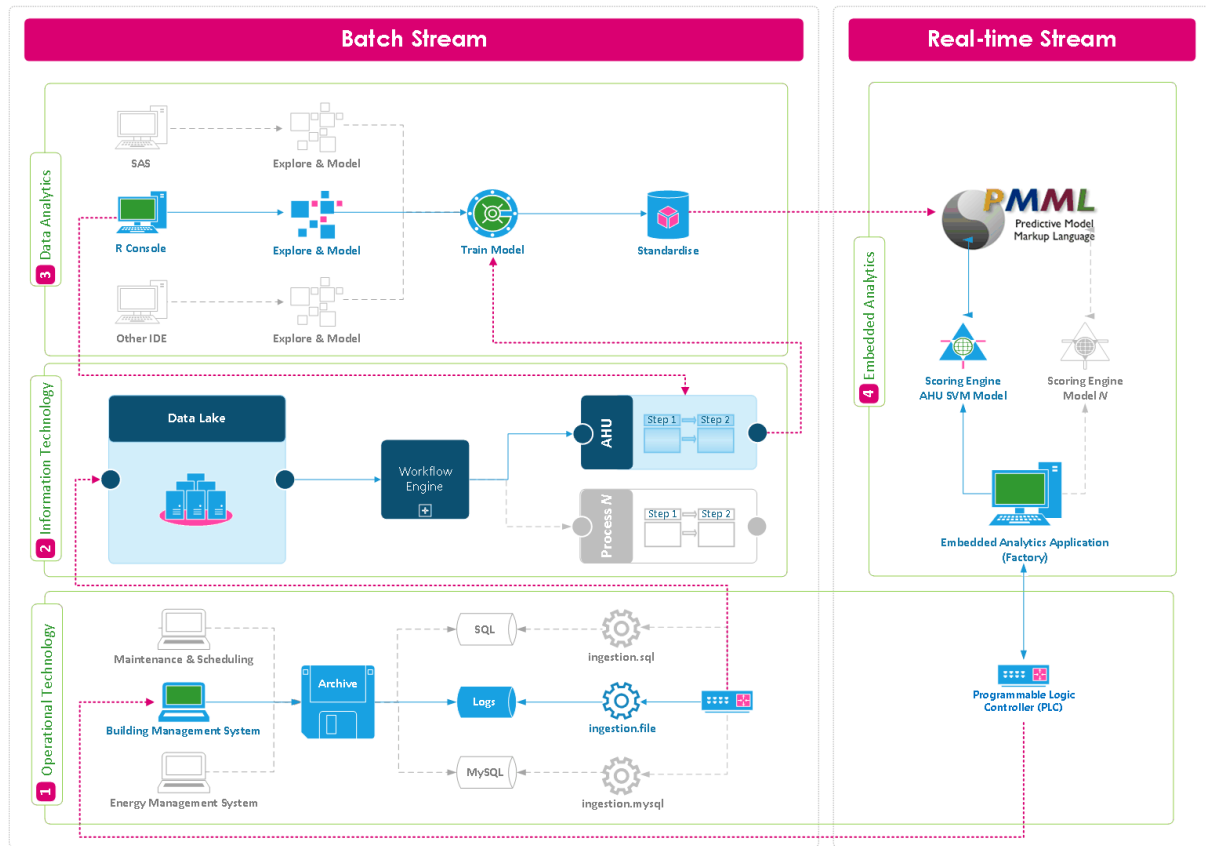 Batch Stream
Real-time Stream
3 Data Analytics
SAS
Explore & Model
R Console
Explore & Model
Train Model
Standardise
Other IDE
Explore & Model
PMML
Predictive Model
Markup Language
4 Embedded Analytics
Scoring Engine
AHU SVM Model
Scoring Engine
Model N
Embedded Analytics Application
(Factory)
2 Information Technology
Data Lake
Workflow
Engine
AHU
Step 1
Step 2
Process N
Step 1
Step 2
1 Operational Technology
Maintenance & Scheduling
Building Management System
Energy Management System
Archive
SQL
Logs
MySQL
ingestion.sql
ingestion.file
ingestion.mysql
Programmable Logic
Controller (PLC)